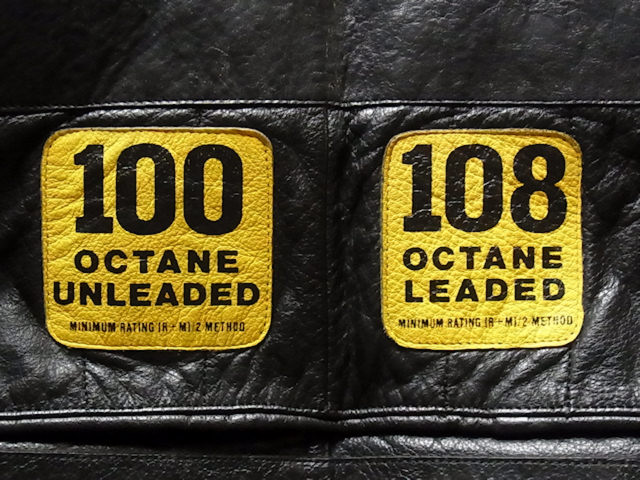 100
OCTANE
UNLEADED
MINIMUM RATING (R+M)/2 METHOD
108
OCTANE
LEADED
MINIMUM RATING (R+M)/2 METHOD